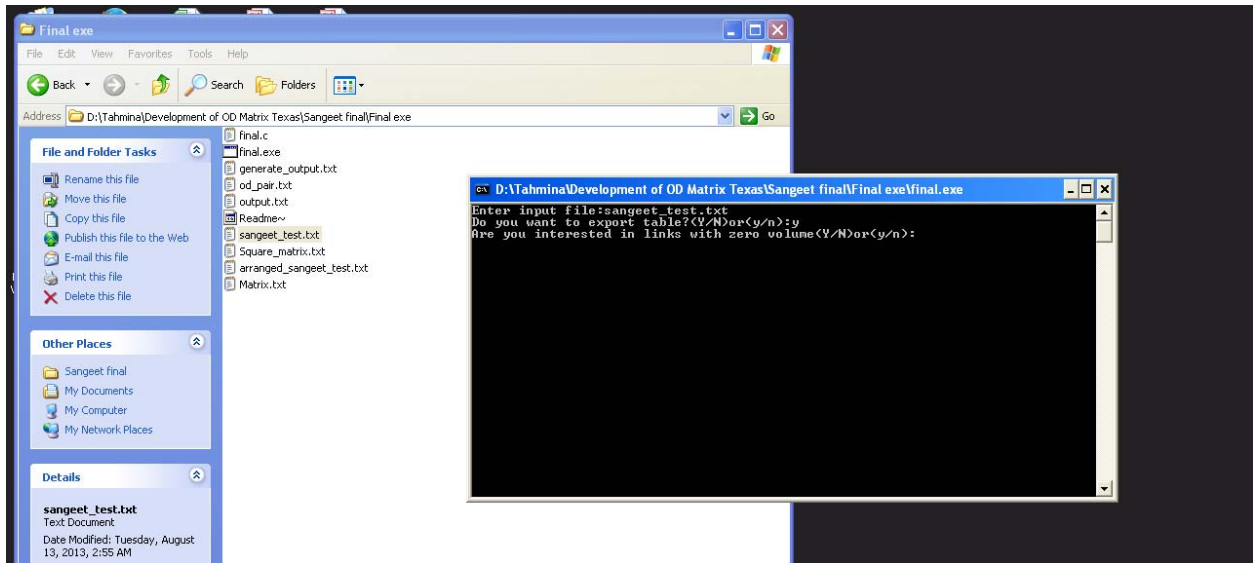 Final exe
File Edit View Favorites Tools Help
Back Search Folders
Address D:\Tahmina\Development of OD Matrix Texas\Sangeet final\Final exe Go
File and Folder Tasks
Rename this file
Move this file
Copy this file
Publish this file to the Web
E-mail this file
Print this file
Delete this file
Other Places
Sangeet final
My Documents
My Computer
My Network Places
Details
sangeet_test.txt
Text Document
Date Modified: Tuesday, August
13, 2013, 2:55 AM
final.c
final.exe
generate_output.txt
od_pair.txt
output.txt
Readme~
sangeet_test.txt
Square_matrix.txt
arranged_sangeet_test.txt
Matrix.txt
D:\Tahmina\Development of OD Matrix Texas\Sangeet final\Final exe\final.exe
Enter input file:sangeet_test.txt
Do you want to export table?(Y/N)or(y/n):y
Are you interested in links with zero volume(Y/N)or(y/n):